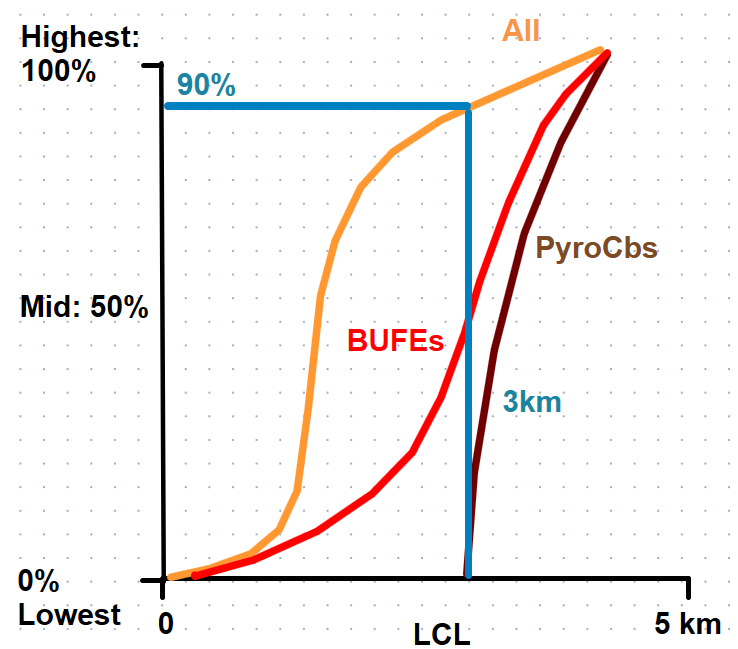 Highest:
100%
All
90%
PyroCbs
Mid: 50%
BUFEs
3km
0%
Lowest
0
LCL
5 km